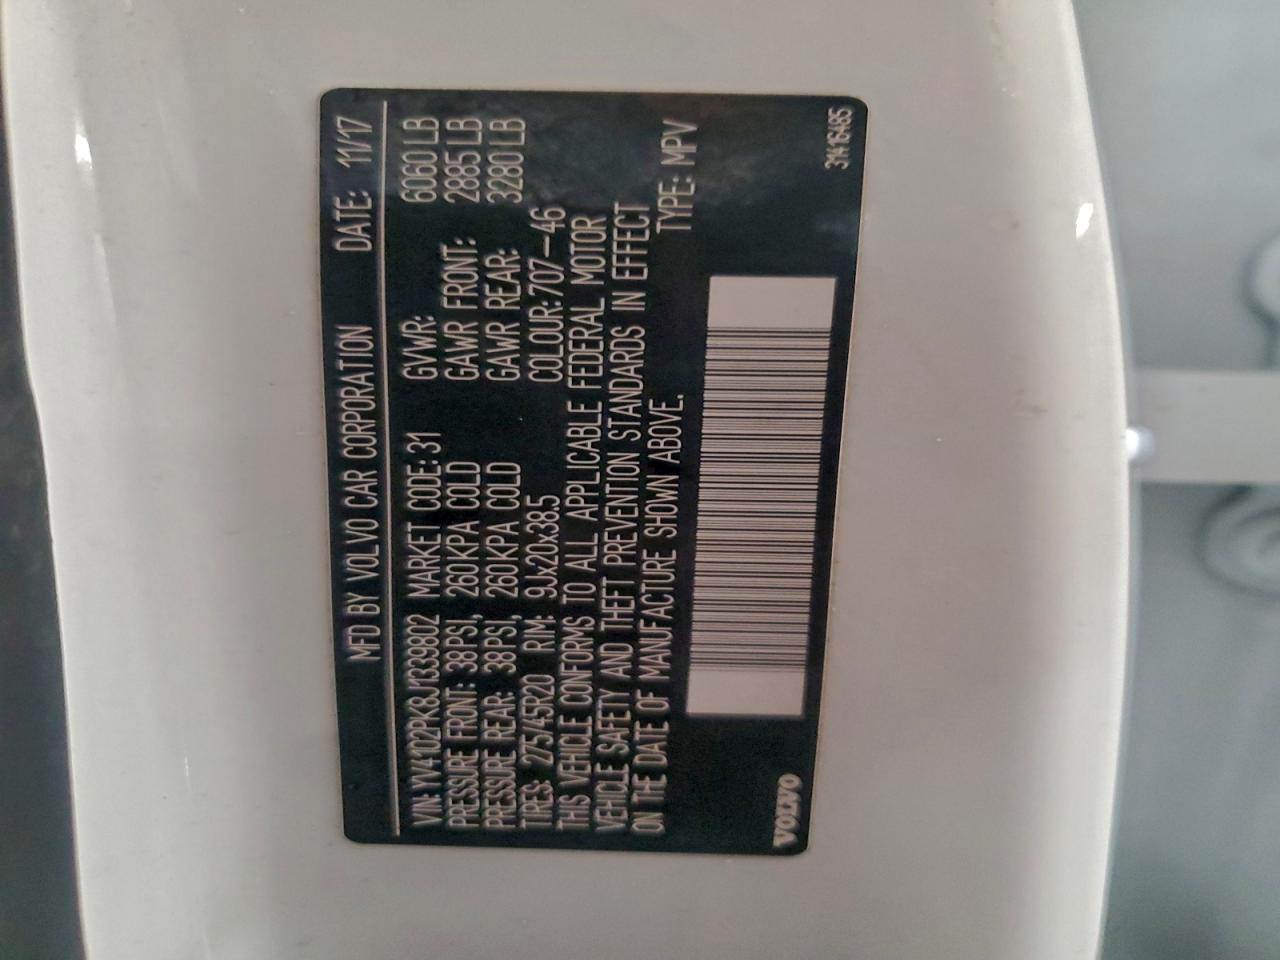 MFD BY VOLVO CAR CORPORATION DATE: 11/17
VIN: YV4102PK8J1339802 MARKET CODE: 31 GVWR: 6060 LB
PRESSURE FRONT: 38PSI, 260KPA COLD GAWR FRONT: 2885 LB
PRESSURE REAR: 38PSI, 260KPA COLD GAWR REAR: 3280 LB
TIRES: 275/45R20 RIM: 9Jx20x38.5 COLOUR: 707-46
THIS VEHICLE CONFORMS TO ALL APPLICABLE FEDERAL MOTOR
VEHICLE SAFETY AND THEFT PREVENTION STANDARDS IN EFFECT
ON THE DATE OF MANUFACTURE SHOWN ABOVE. TYPE: MPV
VOLVO 31416485